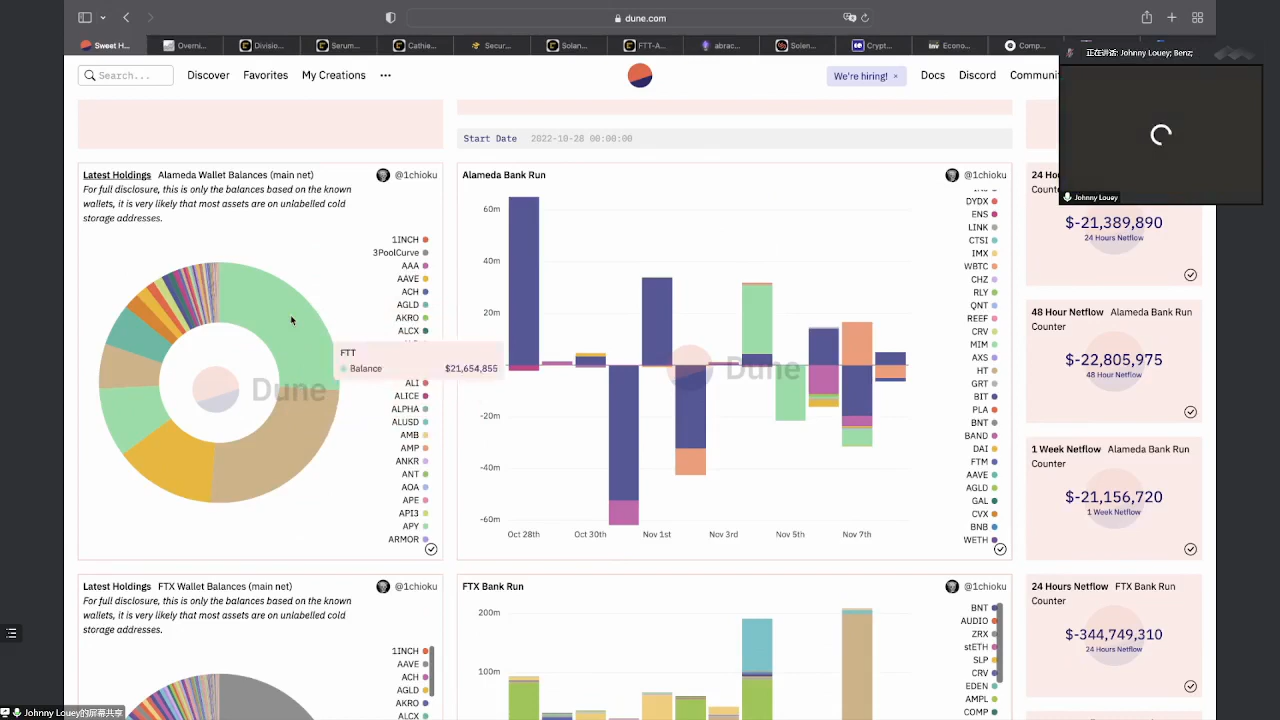 dune.com
Sweet H...
Overvi...
Divisio...
Serum...
Cathie...
Secur...
Solan...
FTT-A...
abrac...
Solen...
Crypt...
Econo...
Comp...
正在讲话: Johnny Louey; Benz;
Search...
Discover
Favorites
My Creations
We're hiring! ×
Docs
Discord
Communi
Johnny Louey
Start Date 2022-10-28 00:00:00
Latest Holdings Alameda Wallet Balances (main net)
@1chioku
For full disclosure, this is only the balances based on the known
wallets, it is very likely that most assets are on unlabelled cold
storage addresses.
1INCH
3PoolCurve
AAA
AAVE
ACH
AGLD
AKRO
ALCX
ALI
ALICE
ALPHA
ALUSD
AMB
AMP
ANKR
ANT
AOA
APE
API3
APY
ARMOR
FTT
Balance $21,654,855
Dune
Alameda Bank Run
@1chioku
60m
40m
20m
-20m
-40m
-60m
Oct 28th
Oct 30th
Nov 1st
Nov 3rd
Nov 5th
Nov 7th
Dune
DYDX
ENS
LINK
CTSI
IMX
WBTC
CHZ
RLY
QNT
REEF
CRV
MIM
AXS
HT
GRT
BIT
PLA
BNT
BAND
DAI
FTM
AAVE
AGLD
GAL
CVX
BNB
WETH
24 H
Counte
$-21,389,890
24 Hours Netflow
48 Hour Netflow Alameda Bank Run
Counter
$-22,805,975
48 Hour Netflow
1 Week Netflow Alameda Bank Run
Counter
$-21,156,720
1 Week Netflow
Latest Holdings FTX Wallet Balances (main net)
@1chioku
For full disclosure, this is only the balances based on the known
wallets, it is very likely that most assets are on unlabelled cold
storage addresses.
1INCH
AAVE
ACH
AGLD
AKRO
ALCX
FTX Bank Run
@1chioku
200m
100m
BNT
AUDIO
ZRX
stETH
SLP
CRV
EDEN
AMPL
COMP
24 Hours Netflow FTX Bank Run
Counter
$-344,749,310
24 Hours Netflow
Johnny Louey的屏幕共享